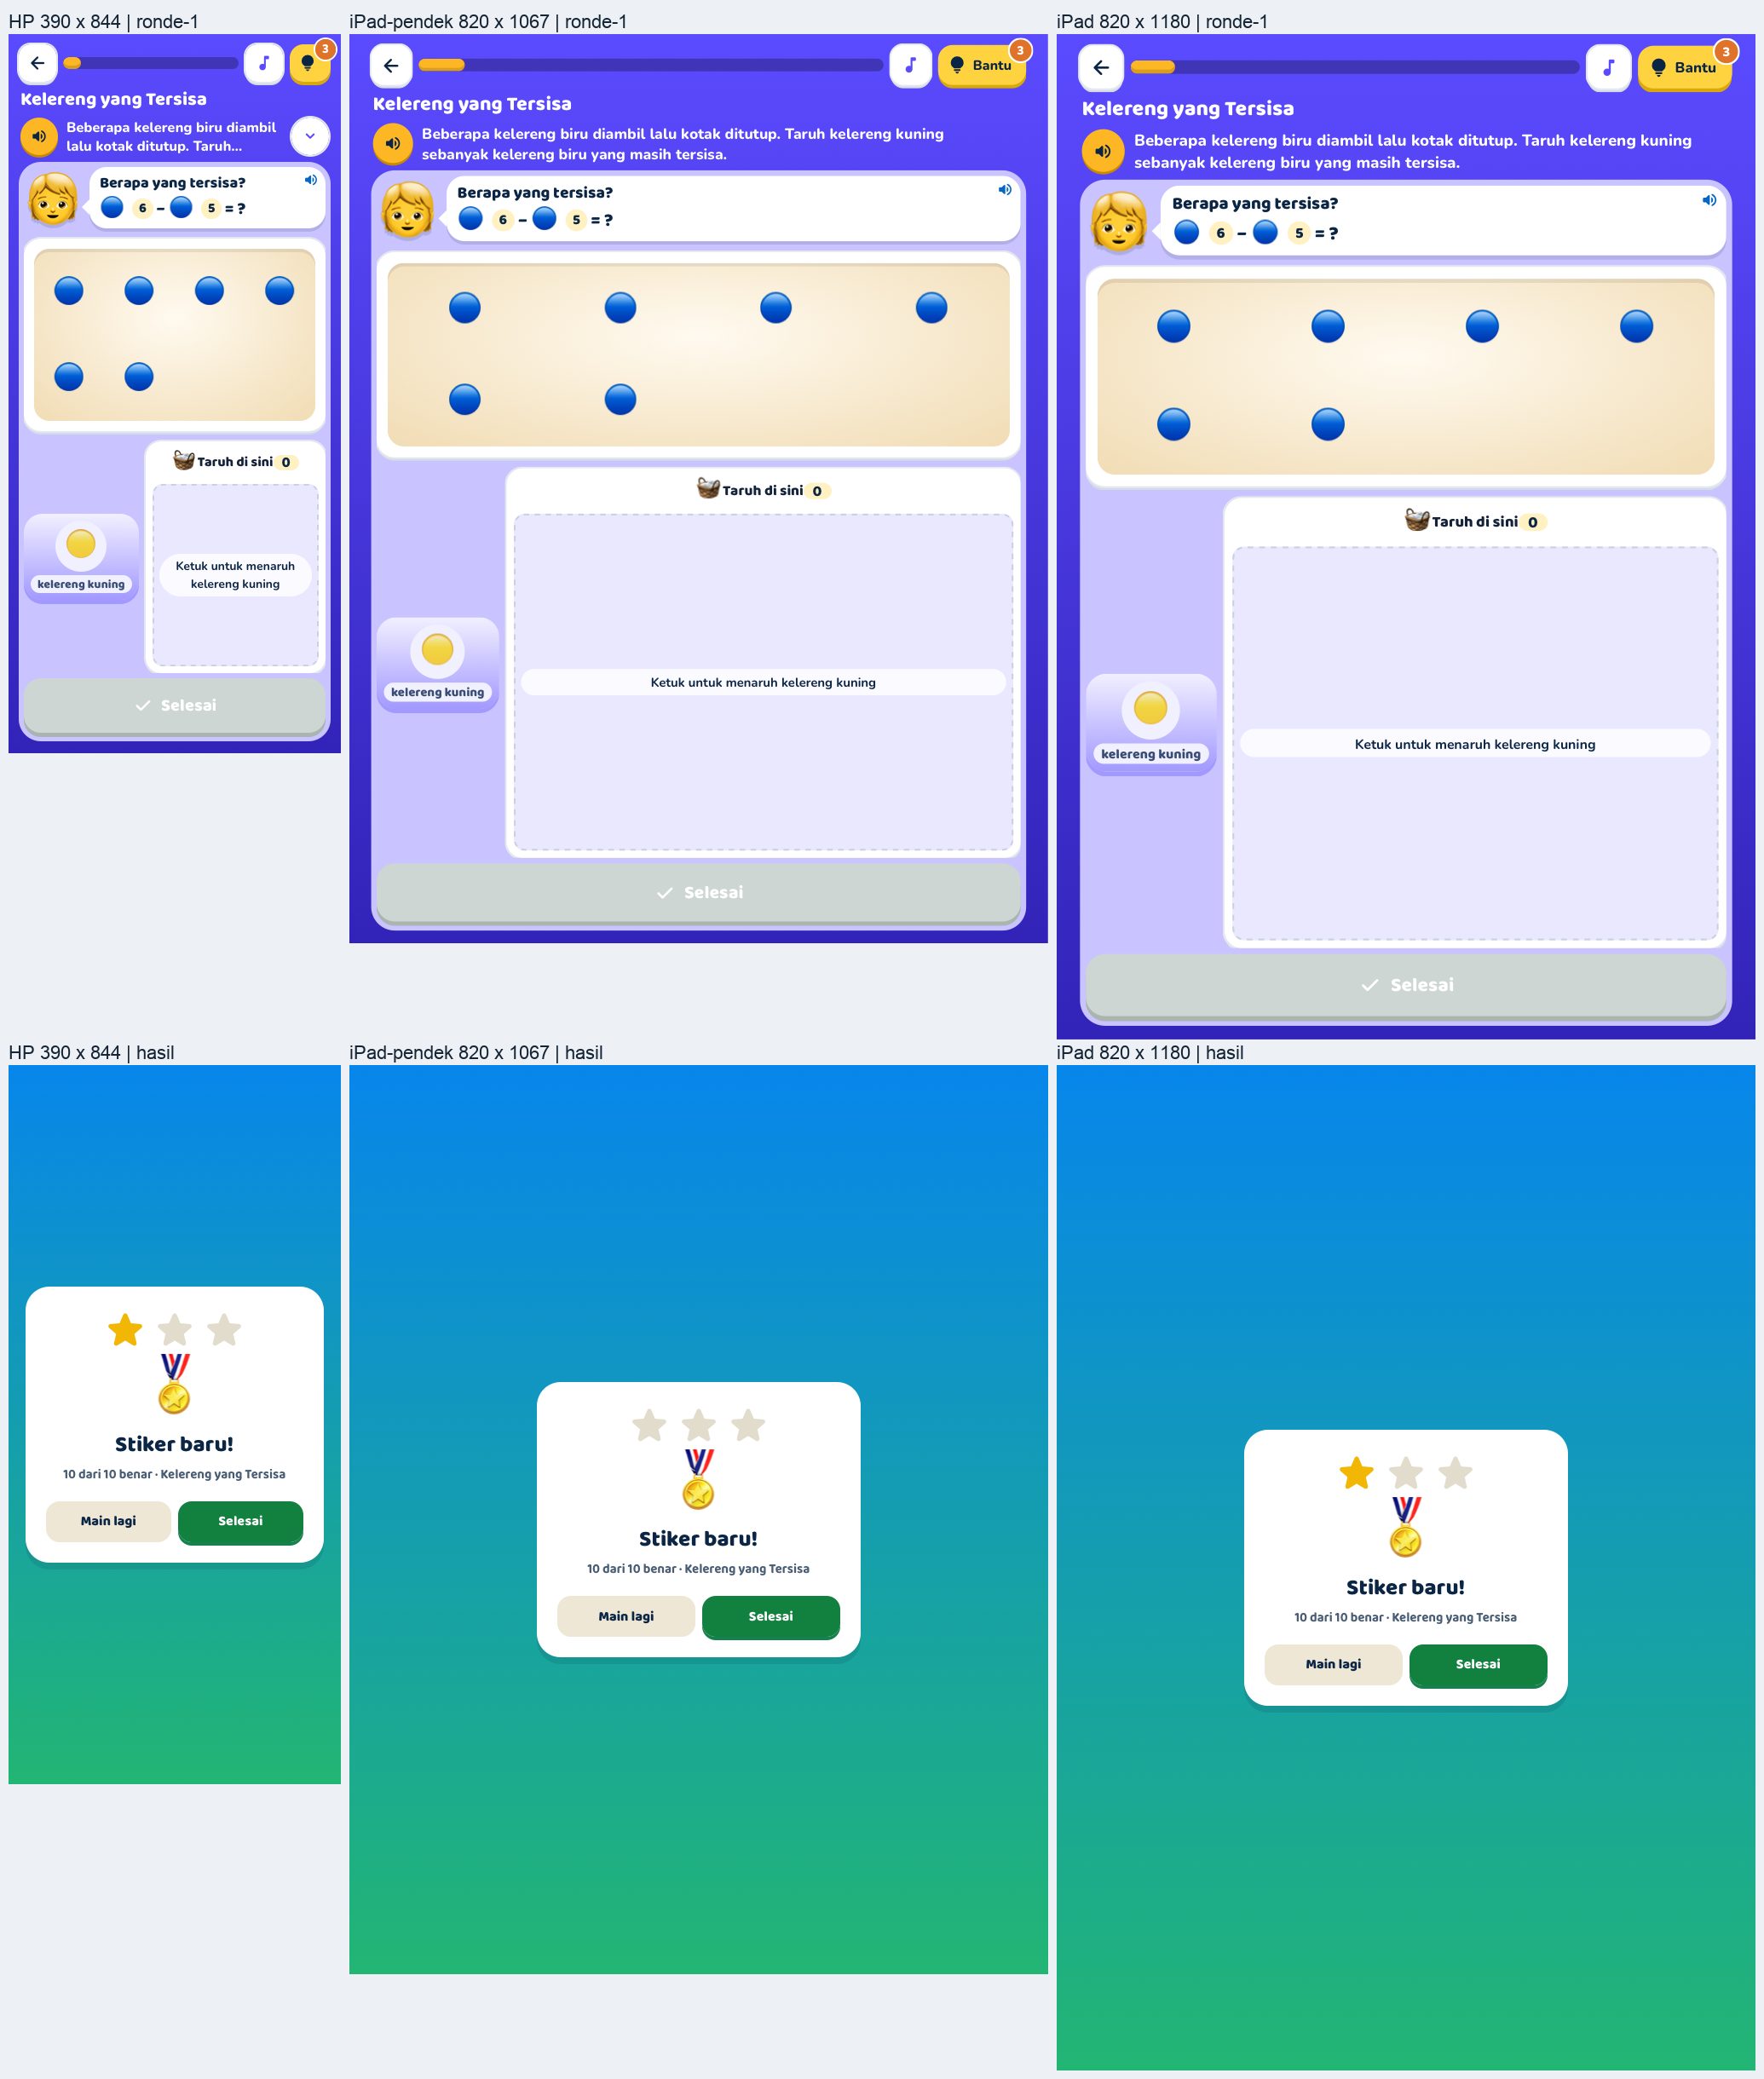 HP 390 x 844 | ronde-1
3
Kelereng yang Tersisa
Beberapa kelereng biru diambil
lalu kotak ditutup. Taruh...
Berapa yang tersisa?
6 – 5 = ?
Taruh di sini 0
kelereng kuning
Ketuk untuk menaruh
kelereng kuning
Selesai
iPad-pendek 820 x 1067 | ronde-1
Bantu
3
Kelereng yang Tersisa
Beberapa kelereng biru diambil lalu kotak ditutup. Taruh kelereng kuning
sebanyak kelereng biru yang masih tersisa.
Berapa yang tersisa?
6 – 5 = ?
Taruh di sini 0
kelereng kuning
Ketuk untuk menaruh kelereng kuning
Selesai
iPad 820 x 1180 | ronde-1
Bantu
3
Kelereng yang Tersisa
Beberapa kelereng biru diambil lalu kotak ditutup. Taruh kelereng kuning
sebanyak kelereng biru yang masih tersisa.
Berapa yang tersisa?
6 – 5 = ?
Taruh di sini 0
kelereng kuning
Ketuk untuk menaruh kelereng kuning
Selesai
HP 390 x 844 | hasil
Stiker baru!
10 dari 10 benar · Kelereng yang Tersisa
Main lagi
Selesai
iPad-pendek 820 x 1067 | hasil
Stiker baru!
10 dari 10 benar · Kelereng yang Tersisa
Main lagi
Selesai
iPad 820 x 1180 | hasil
Stiker baru!
10 dari 10 benar · Kelereng yang Tersisa
Main lagi
Selesai